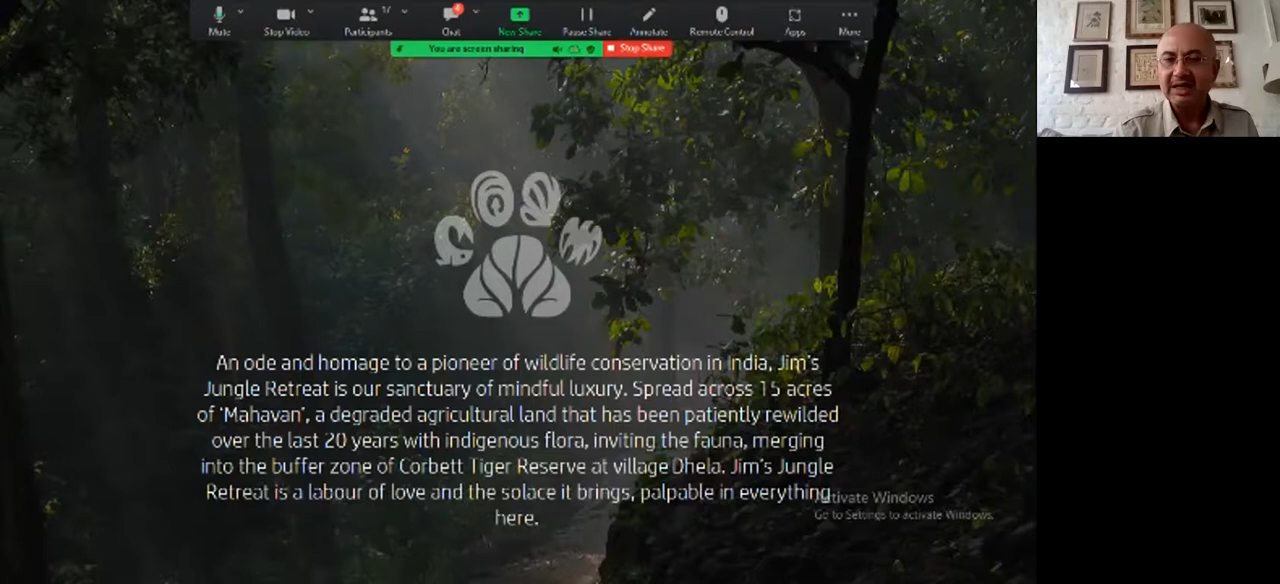 Mute
Stop Video
Participants
17
Chat
4
New Share
Pause Share
Annotate
Remote Control
Apps
More
You are screen sharing
Stop Share
An ode and homage to a pioneer of wildlife conservation in India, Jim's
Jungle Retreat is our sanctuary of mindful luxury. Spread across 15 acres
of 'Mahavan', a degraded agricultural land that has been patiently rewilded
over the last 20 years with indigenous flora, inviting the fauna, merging
into the buffer zone of Corbett Tiger Reserve at village Dhela. Jim's Jungle
Retreat is a labour of love and the solace it brings, palpable in everything
here.
Activate Windows
Go to Settings to activate Windows.